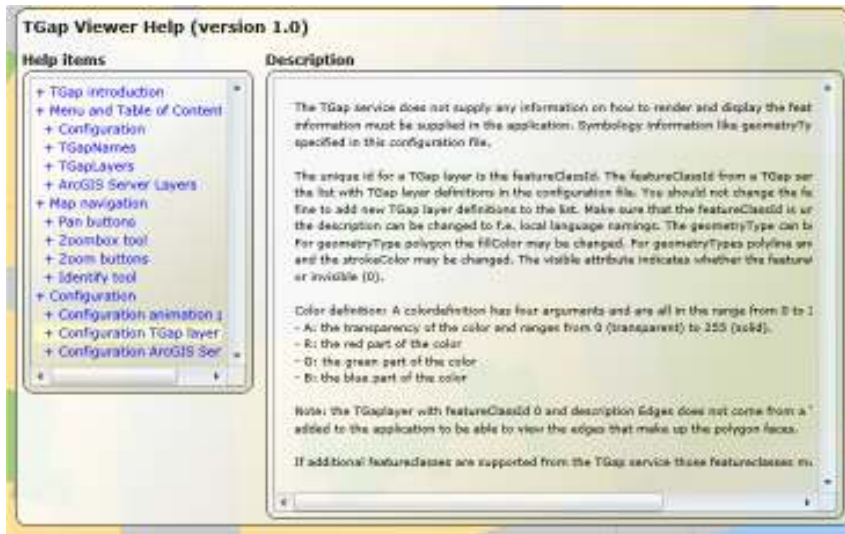 TGap Viewer Help (version 1.0)
Help items
+ TGap introduction
+ Menu and Table of Content
+ Configuration
+ TGapNames
+ TGapLayers
+ ArcGIS Server Layers
+ Map navigation
+ Pan buttons
+ Zoombox tool
+ Zoom buttons
+ Identify tool
+ Configuration
+ Configuration animation
+ Configuration TGap layer
+ Configuration ArcGIS Ser
Description
The TGap service does not supply any information on how to render and display the feat
information must be supplied in the application. Symbology information like geometryTy
specified in this configuration file.
The unique id for a TGap layer is the featureClassId. The featureClassId from a TGap ser
the list with TGap layer definitions in the configuration file. You should not change the fe
fine to add new TGap layer definitions to the list. Make sure that the featureClassId is un
the description can be changed to f.e. local language namings. The geometryType can b
For geometryType polygon the fillColor may be changed. For geometryTypes polyline
and the strokeColor may be changed. The visible attribute indicates whether the feature
or invisible (0).
Color definition: A colordefinition has four arguments and are all in the range from 0 to
- A: the transparency of the color and ranges from 0 (transparent) to 255 (solid).
- R: the red part of the color
- G: the green part of the color
- B: the blue part of the color
Note: the TGaplayer with featureClassId 0 and description Edges does not come from a
added to the application to be able to view the edges that make up the polygon faces.
If additional featureclasses are supported from the TGap service those featureclasses